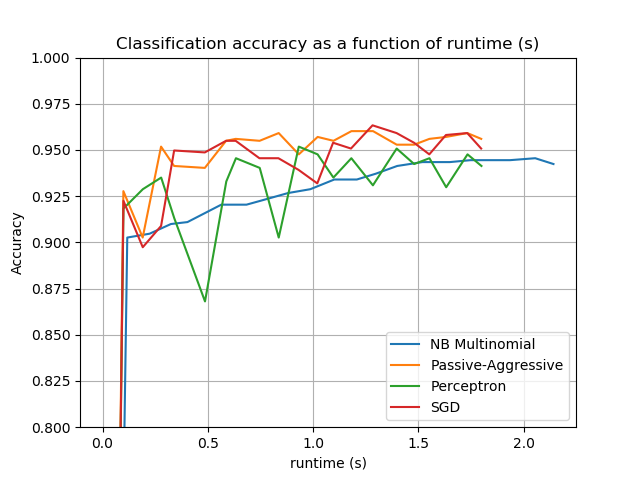 Classification accuracy as a function of runtime (s)
1.000
0.975
0.950
0.925
0.900
0.875
0.850
0.825
0.800
Accuracy
NB Multinomial
Passive-Aggressive
Perceptron
SGD
0.0 0.5 1.0 1.5 2.0
runtime (s)